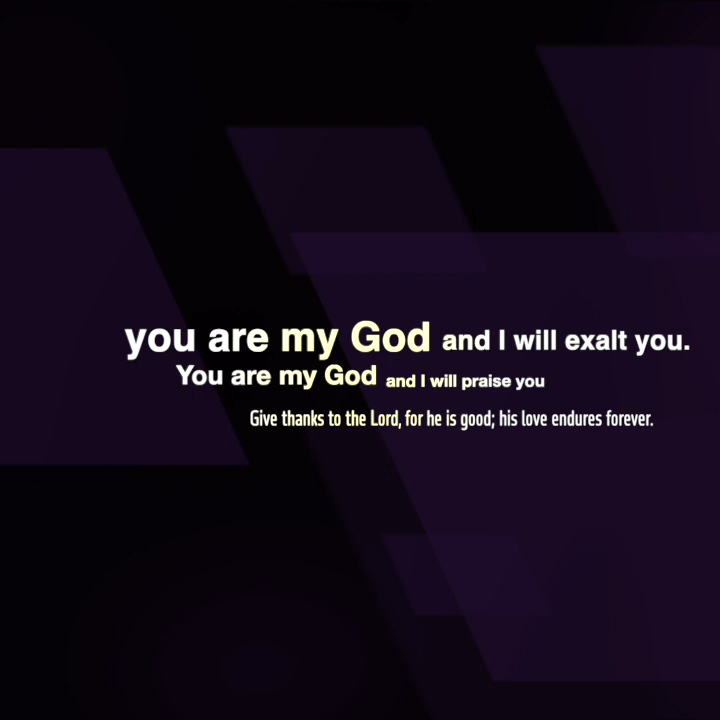 you are my God and I will exalt you.
You are my God and I will praise you
Give thanks to the Lord, for he is good; his love endures forever.